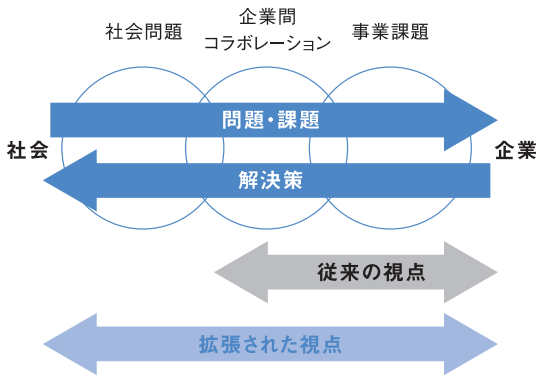 社会問題
企業間
コラボレーション
事業課題
問題・課題
社会
企業
解決策
従来の視点
拡張された視点